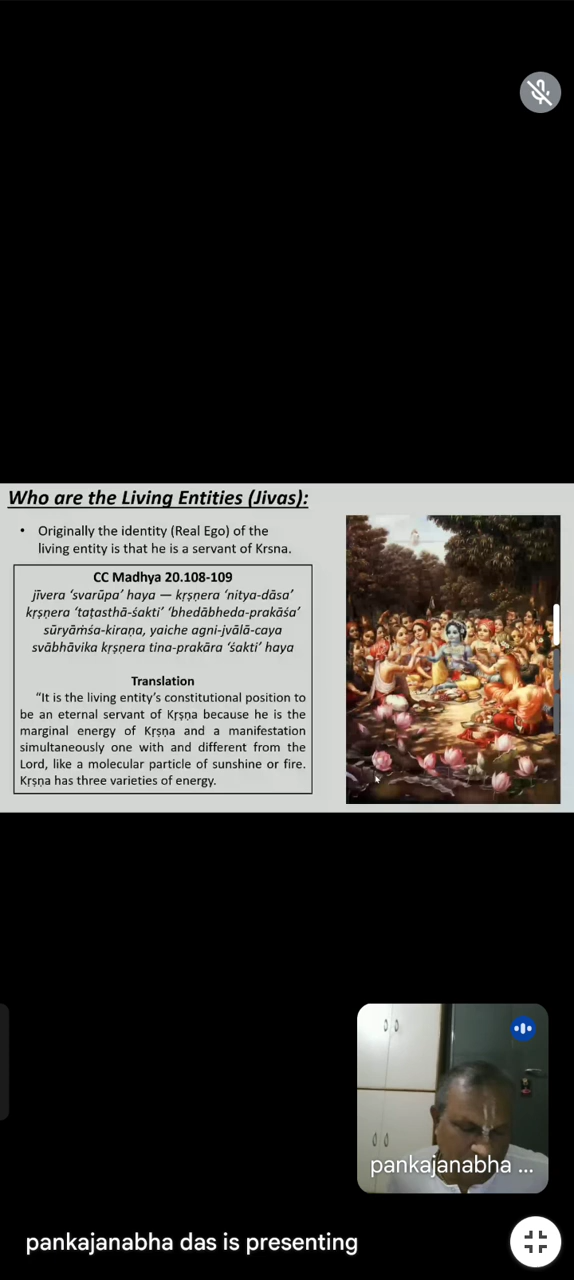 Who are the Living Entities (Jivas):
• Originally the identity (Real Ego) of the
living entity is that he is a servant of Krsna.
CC Madhya 20.108-109
jīvera ‘svarūpa’ haya — kṛṣṇera ‘nitya-dāsa’
kṛṣṇera ‘taṭasthā-śakti’ ‘bhedābheda-prakāśa’
sūryāṁśa-kiraṇa, yaiche agni-jvālā-caya
svābhāvika kṛṣṇera tina-prakāra ‘śakti’ haya
Translation
“It is the living entity’s constitutional position to
be an eternal servant of Kṛṣṇa because he is the
marginal energy of Kṛṣṇa and a manifestation
simultaneously one with and different from the
Lord, like a molecular particle of sunshine or fire.
Kṛṣṇa has three varieties of energy.
pankajanabha ...
pankajanabha das is presenting